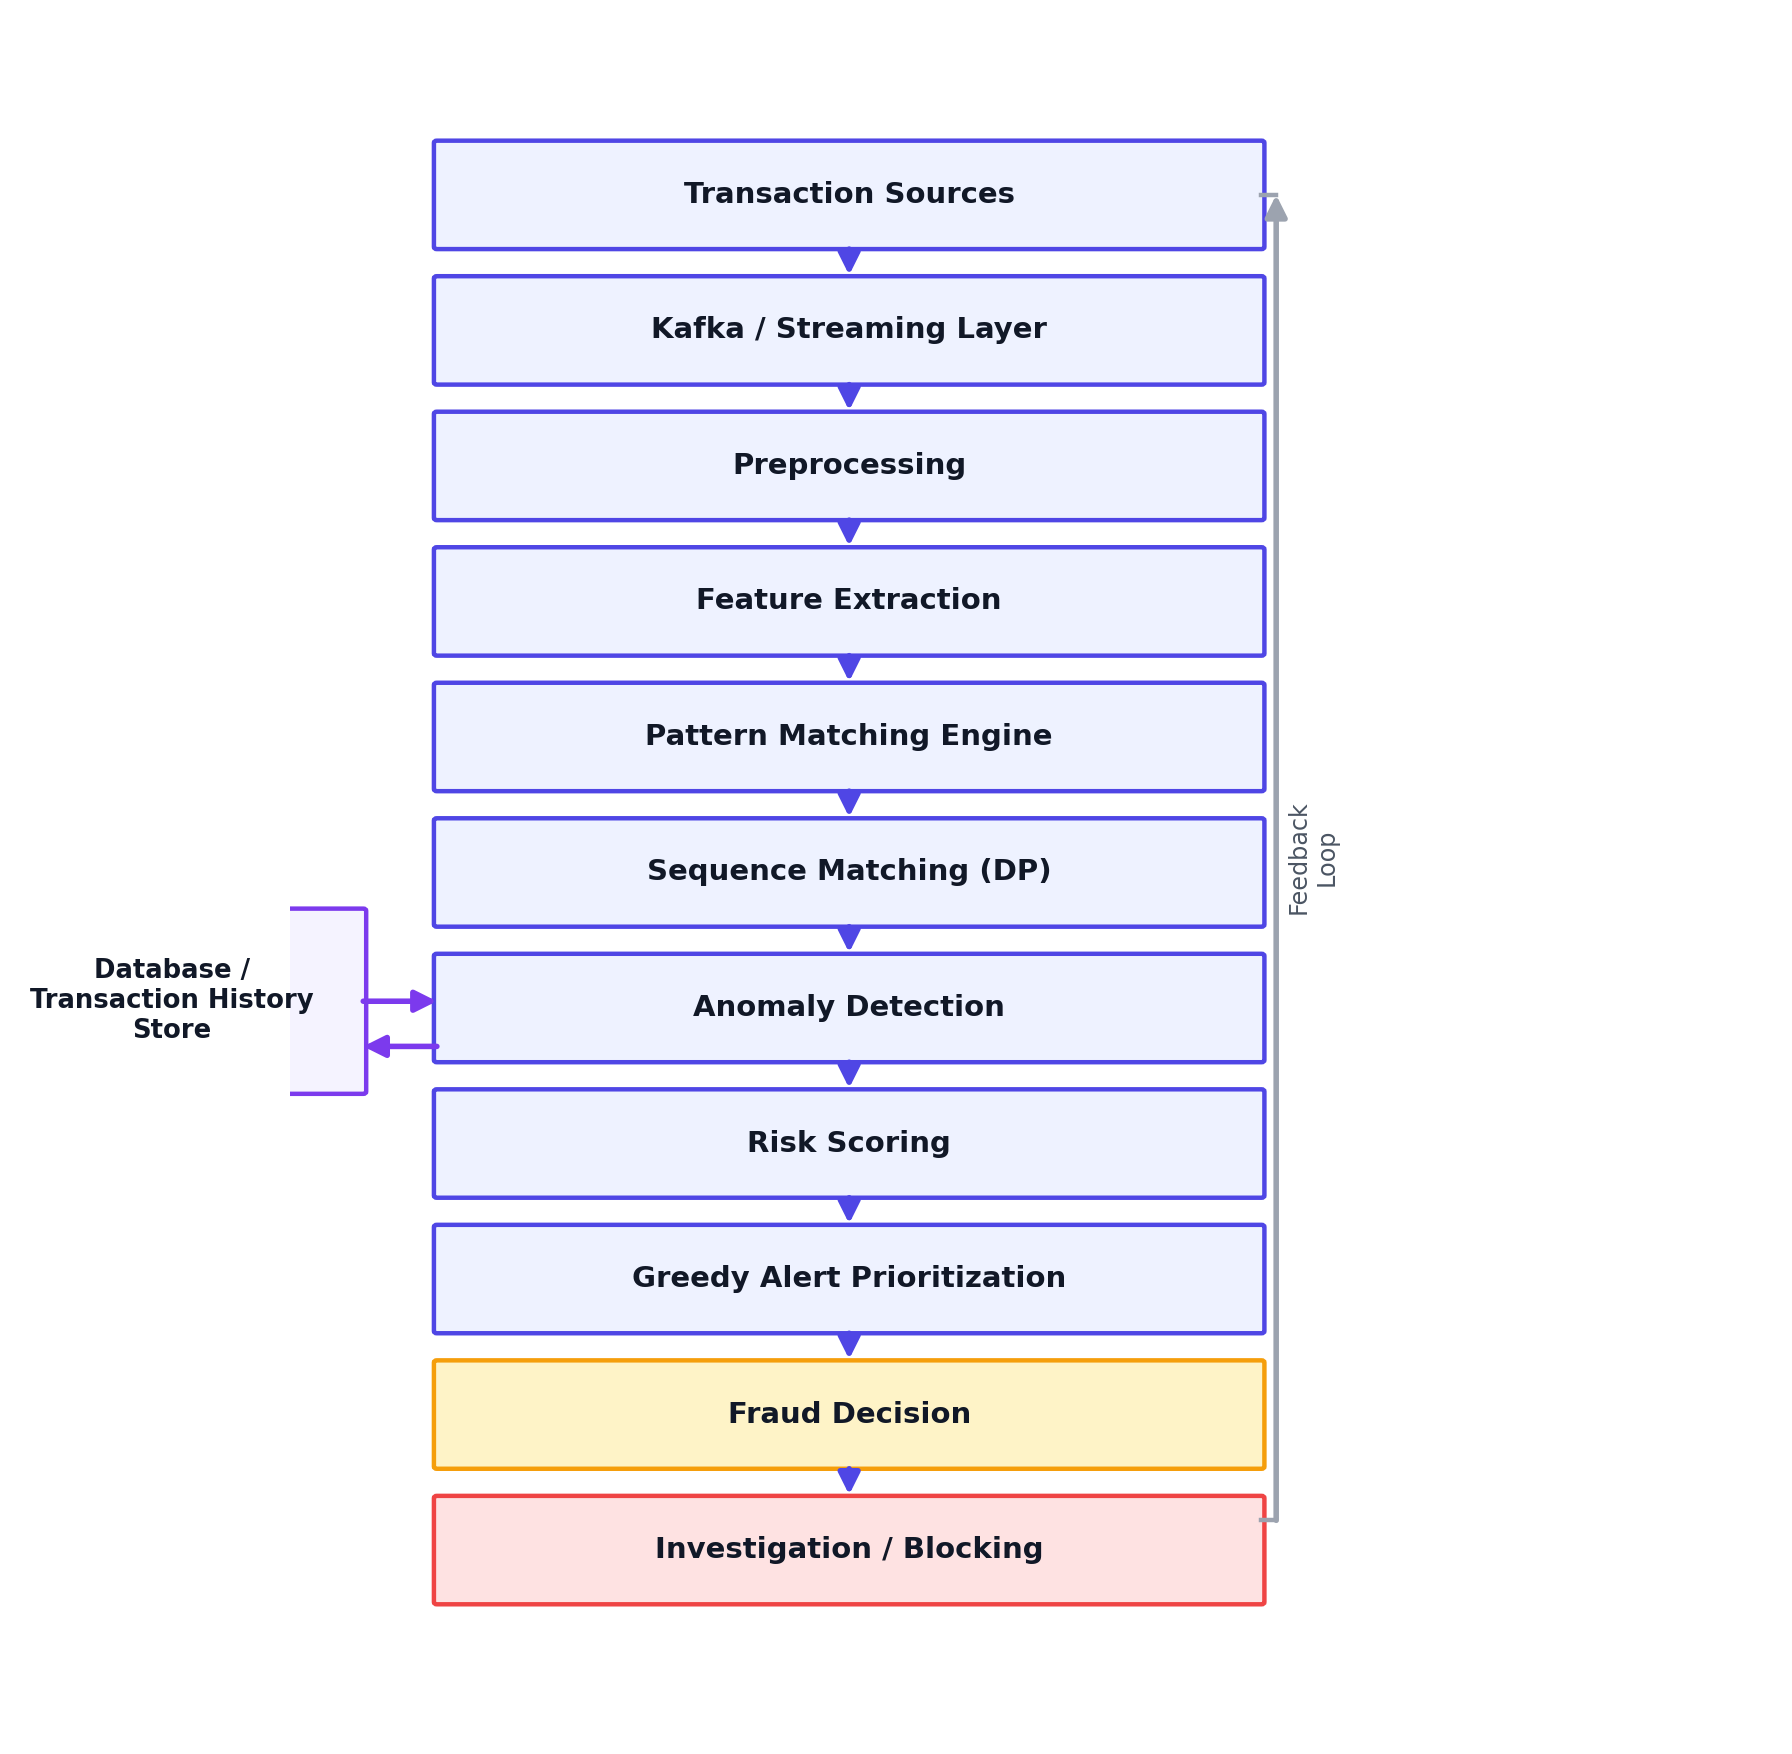 Transaction Sources
Kafka / Streaming Layer
Preprocessing
Feature Extraction
Pattern Matching Engine
Sequence Matching (DP)
Database /
Transaction History
Store
Anomaly Detection
Risk Scoring
Greedy Alert Prioritization
Fraud Decision
Investigation / Blocking
Feedback
Loop